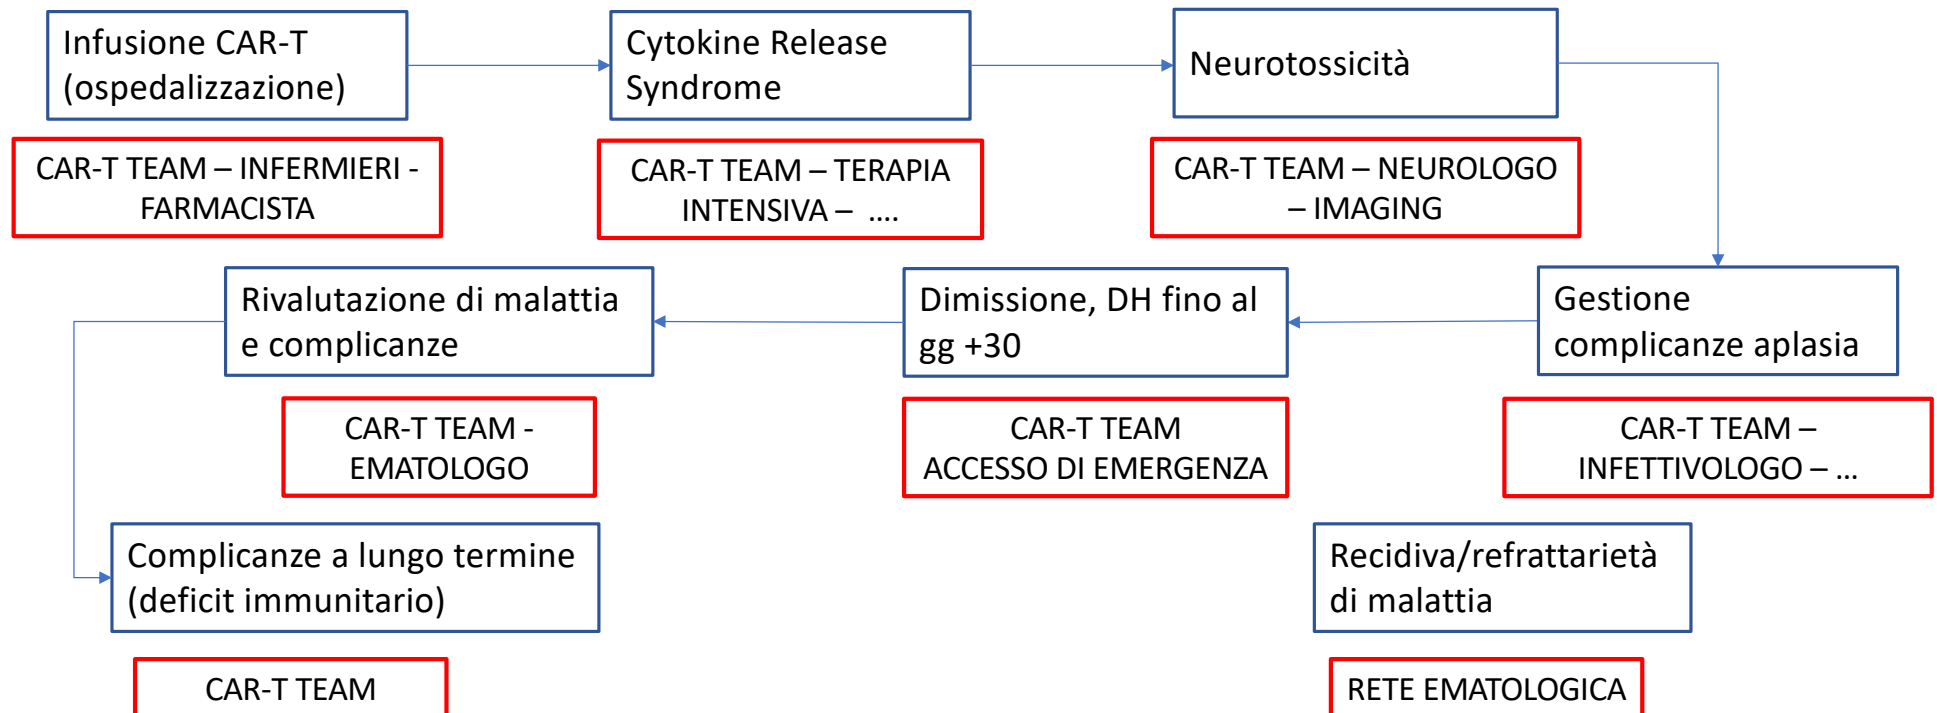 Infusione CAR-T
(ospedalizzazione)
Cytokine Release
Syndrome
Neurotossicità
CAR-T TEAM – INFERMIERI -
FARMACISTA
CAR-T TEAM – TERAPIA
INTENSIVA – ….
CAR-T TEAM – NEUROLOGO
– IMAGING
Rivalutazione di malattia
e complicanze
Dimissione, DH fino al
gg +30
Gestione
complicanze aplasia
CAR-T TEAM -
EMATOLOGO
CAR-T TEAM
ACCESSO DI EMERGENZA
CAR-T TEAM –
INFETTIVOLOGO – …
Complicanze a lungo termine
(deficit immunitario)
Recidiva/refrattarietà
di malattia
CAR-T TEAM
RETE EMATOLOGICA